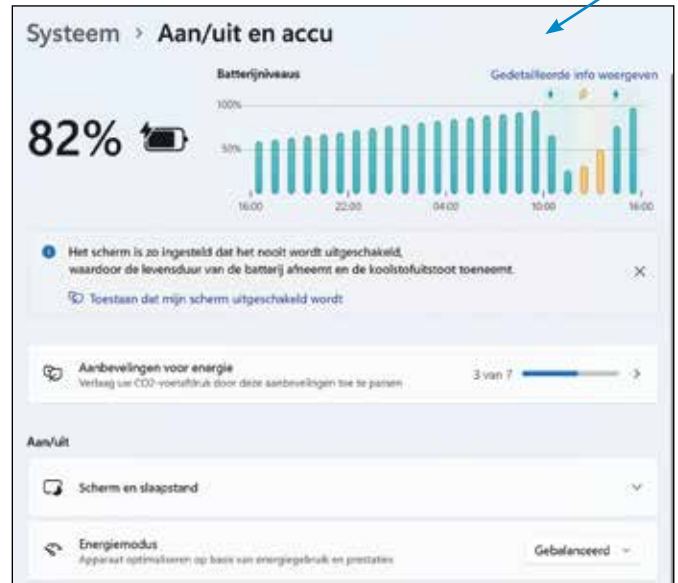 Systeem > Aan/uit en accu
Batterijniveaus
Gedetailleerde info weergeven
100%
82%
50%
16:00 22:00 04:00 10:00 16:00
Het scherm is zo ingesteld dat het nooit wordt uitgeschakeld,
waardoor de levensduur van de batterij afneemt en de koolstofuitstoot toeneemt.
Toestaan dat mijn scherm uitgeschakeld wordt
Aanbevelingen voor energie
3 van 7
Verlaag uw CO2-voetafdruk door deze aanbevelingen toe te passen
Aan/uit
Scherm en slaapstand
Energiemodus
Apparaat optimaliseren op basis van energiegebruik en prestaties
Gebalanceerd